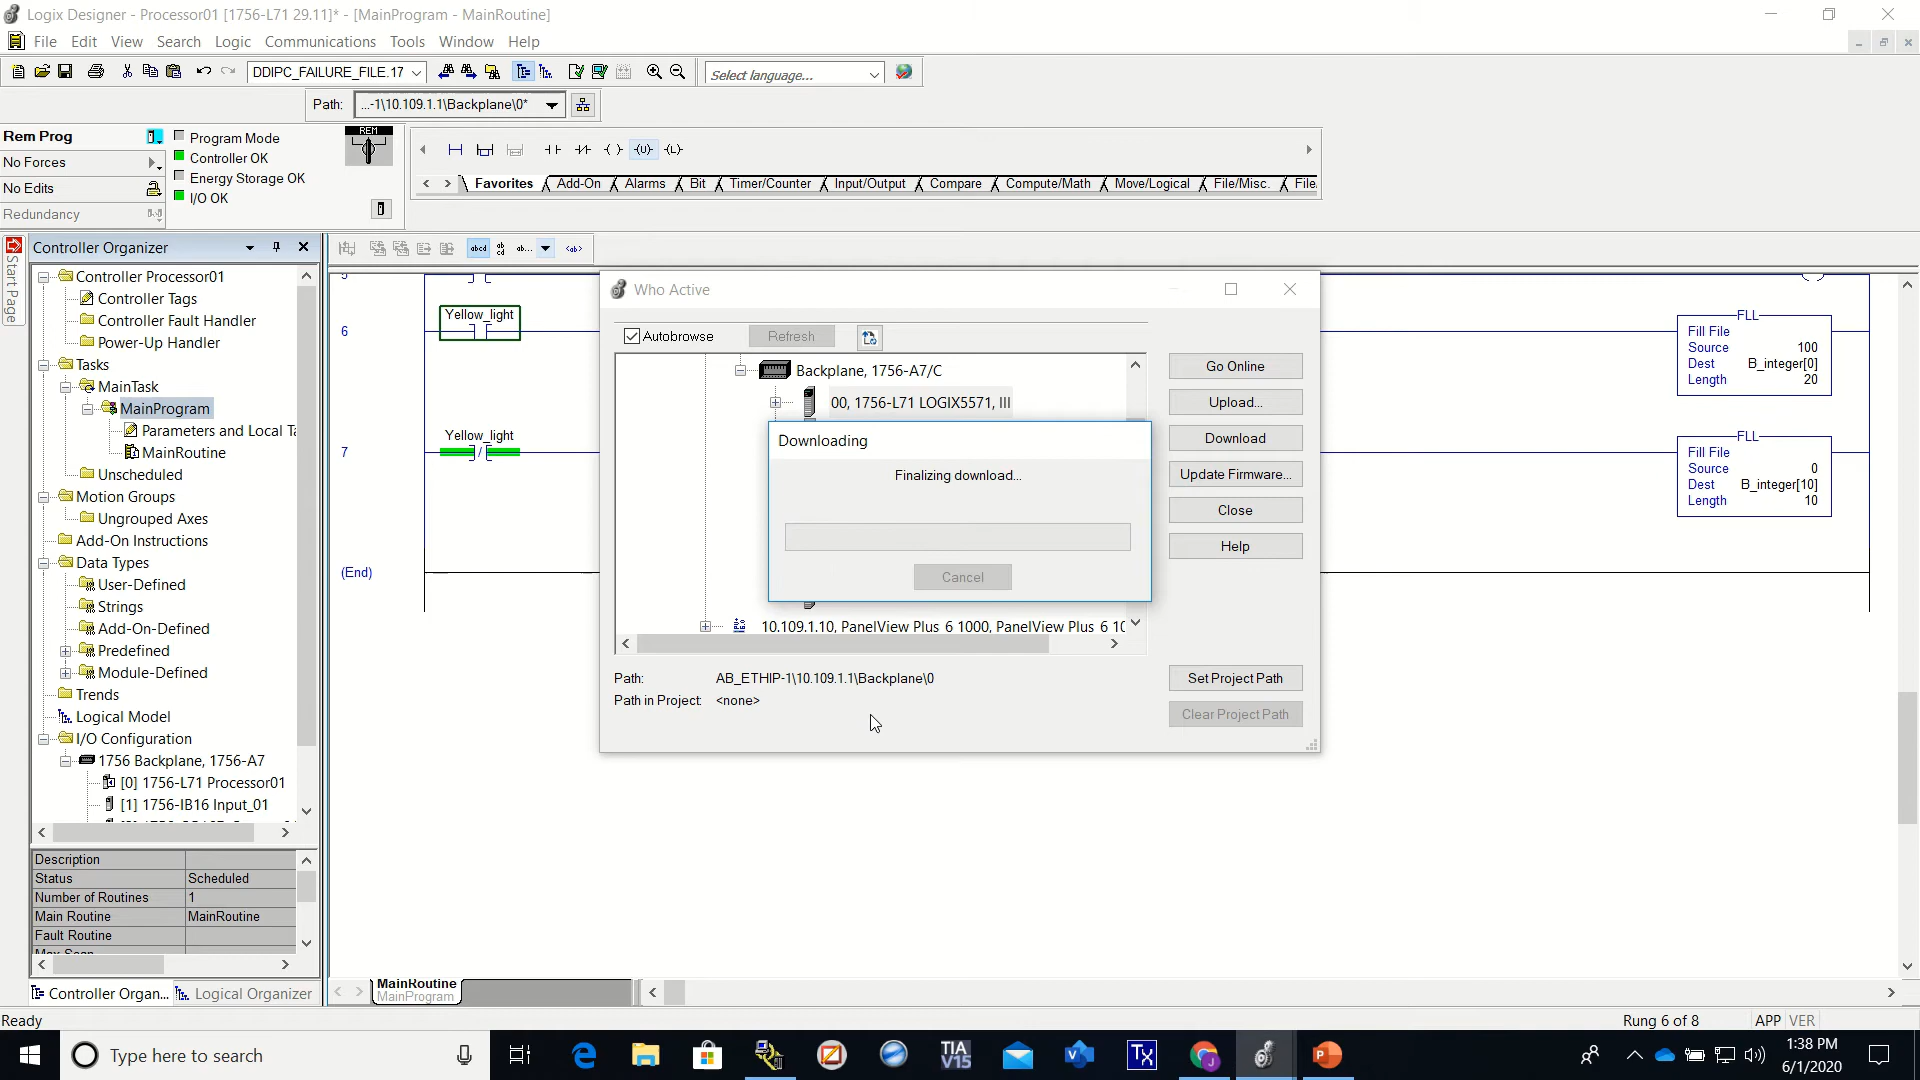 Logix Designer - Processor01 [1756-L71 29.11]* - [MainProgram - MainRoutine]
File Edit View Search Logic Communications Tools Window Help
DDIPC_FAILURE_FILE.17
Select language...
Path: ...-1\10.109.1.1\Backplane\0*
Rem Prog
No Forces
No Edits
Redundancy
Program Mode
Controller OK
Energy Storage OK
I/O OK
REM
Favorites Add-On Alarms Bit Timer/Counter Input/Output Compare Compute/Math Move/Logical File/Misc. File
Start Page
Controller Organizer
Controller Processor01
Controller Tags
Controller Fault Handler
Power-Up Handler
Tasks
MainTask
MainProgram
Parameters and Local Ta
MainRoutine
Unscheduled
Motion Groups
Ungrouped Axes
Add-On Instructions
Data Types
User-Defined
Strings
Add-On-Defined
Predefined
Module-Defined
Trends
Logical Model
I/O Configuration
1756 Backplane, 1756-A7
[0] 1756-L71 Processor01
[1] 1756-IB16 Input_01
Description
Status Scheduled
Number of Routines 1
Main Routine MainRoutine
Fault Routine
Controller Organ... Logical Organizer
5
6
Yellow_light
FLL
Fill File
Source 100
Dest B_integer[0]
Length 20
7
Yellow_light
FLL
Fill File
Source 0
Dest B_integer[10]
Length 10
(End)
Who Active
Autobrowse Refresh
Backplane, 1756-A7/C
00, 1756-L71 LOGIX5571, III
10.109.1.10, PanelView Plus 6 1000, PanelView Plus 6 10
Go Online
Upload...
Download
Update Firmware...
Close
Help
Set Project Path
Clear Project Path
Path: AB_ETHIP-1\10.109.1.1\Backplane\0
Path in Project: <none>
Downloading
Finalizing download...
Cancel
MainRoutine
MainProgram
Ready
Rung 6 of 8 APP VER
Type here to search
TIA
V15
1:38 PM
6/1/2020